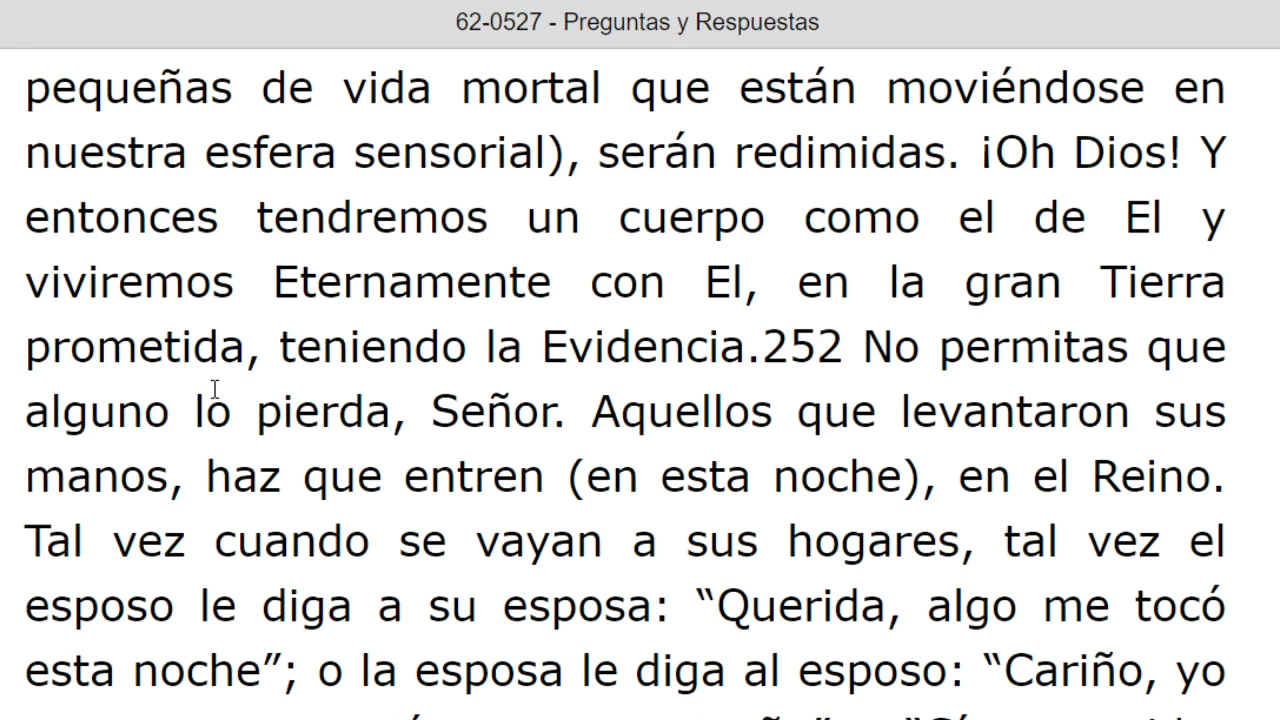 62-0527 - Preguntas y Respuestas
pequeñas de vida mortal que están moviéndose en
nuestra esfera sensorial), serán redimidas. ¡Oh Dios! Y
entonces tendremos un cuerpo como el de El y
viviremos Eternamente con El, en la gran Tierra
prometida, teniendo la Evidencia.252 No permitas que
alguno lo pierda, Señor. Aquellos que levantaron sus
manos, haz que entren (en esta noche), en el Reino.
Tal vez cuando se vayan a sus hogares, tal vez el
esposo le diga a su esposa: “Querida, algo me tocó
esta noche”; o la esposa le diga al esposo: “Cariño, yo